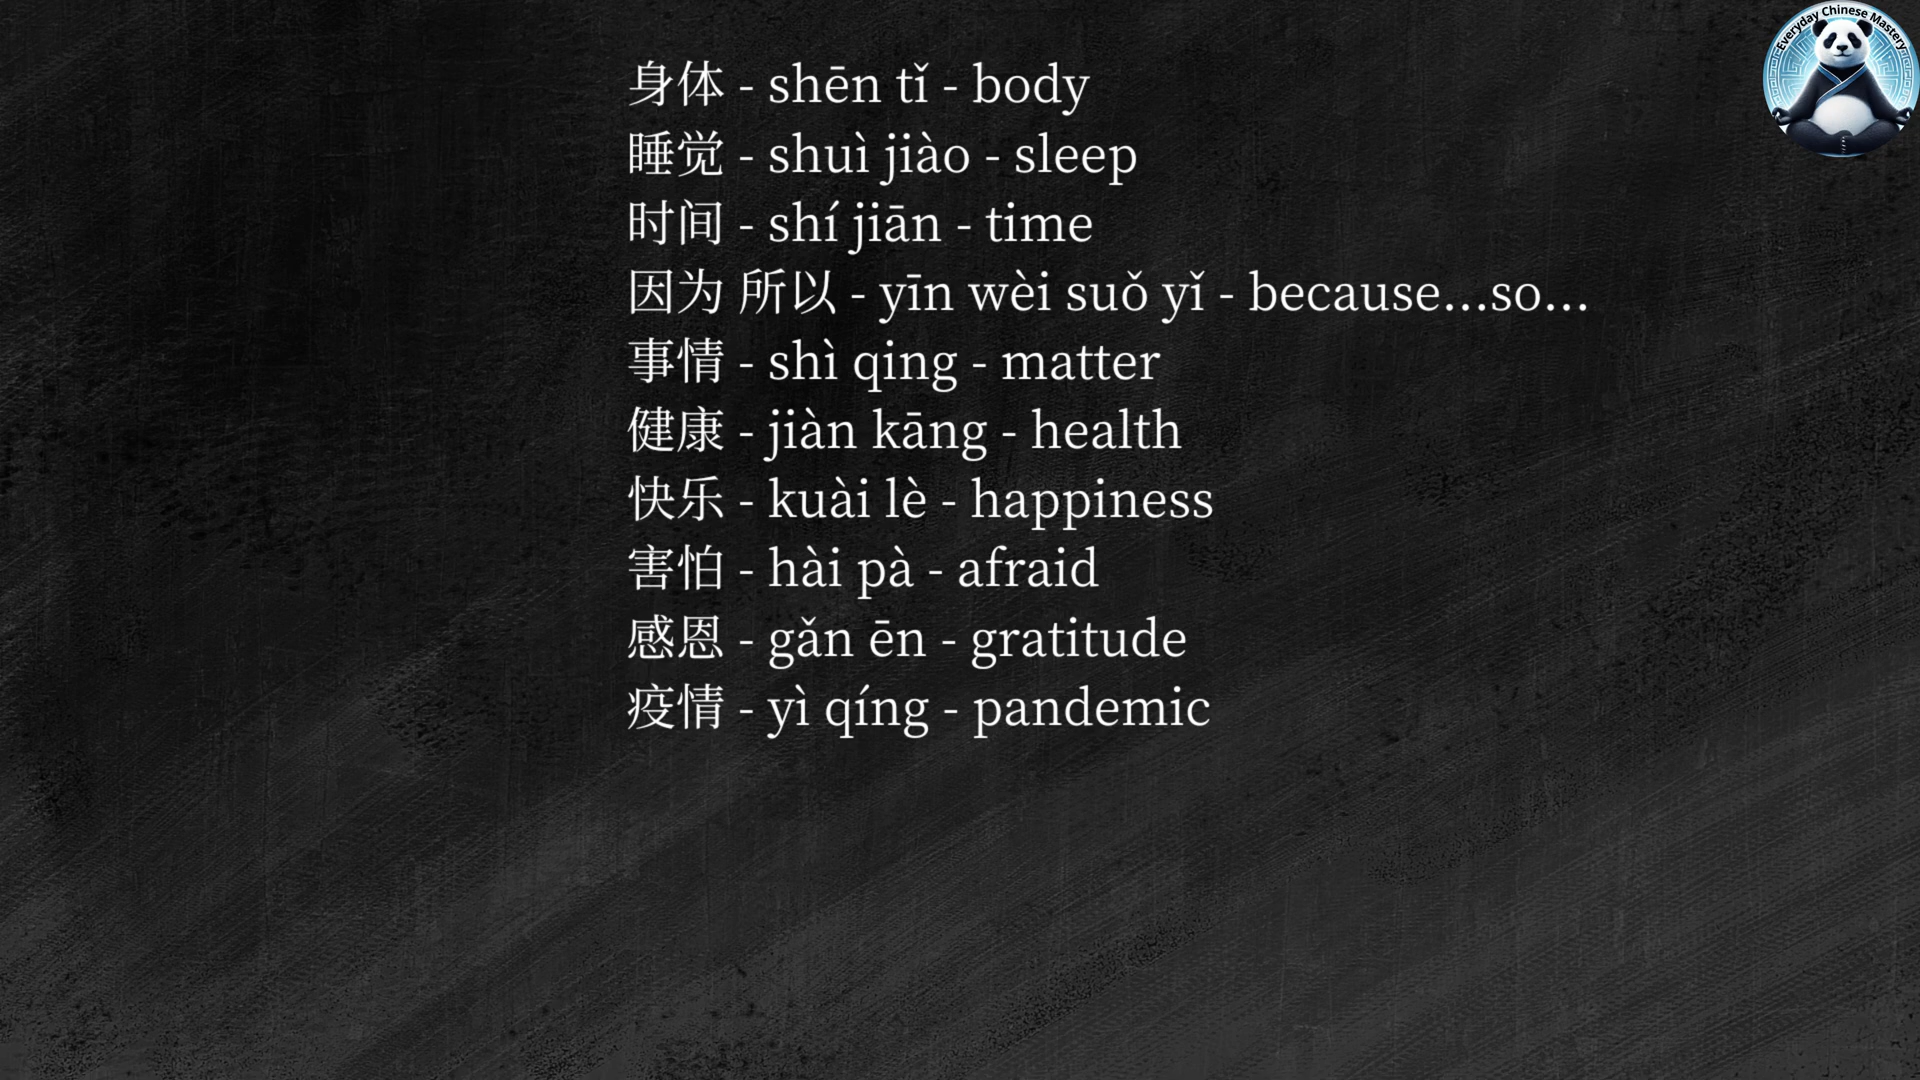 Everyday Chinese Mastery
身体 - shēn tǐ - body
睡觉 - shuì jiào - sleep
时间 - shí jiān - time
因为 所以 - yīn wèi suǒ yǐ - because...so...
事情 - shì qing - matter
健康 - jiàn kāng - health
快乐 - kuài lè - happiness
害怕 - hài pà - afraid
感恩 - gǎn ēn - gratitude
疫情 - yì qíng - pandemic